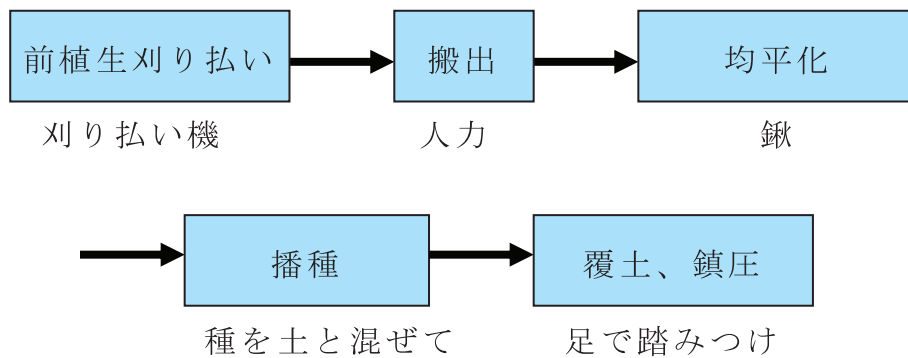 前植生刈り払い
搬出
均平化
刈り払い機
人力
鍬
播種
覆土、鎮圧
種を土と混ぜて
足で踏みつけ